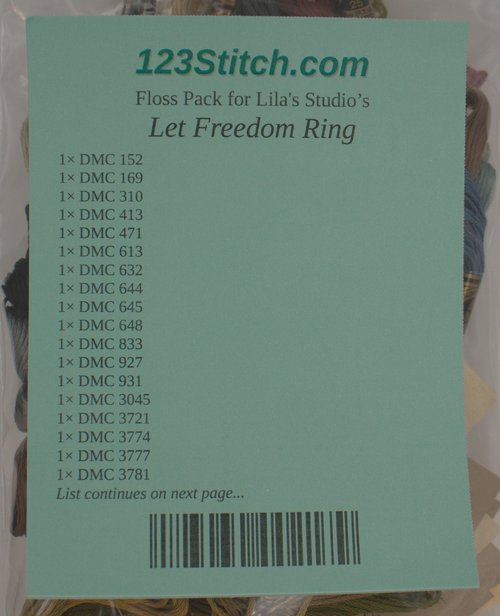 123Stitch.com
Floss Pack for Lila's Studio’s
Let Freedom Ring
1× DMC 152
1× DMC 169
1× DMC 310
1× DMC 413
1× DMC 471
1× DMC 613
1× DMC 632
1× DMC 644
1× DMC 645
1× DMC 648
1× DMC 833
1× DMC 927
1× DMC 931
1× DMC 3045
1× DMC 3721
1× DMC 3774
1× DMC 3777
1× DMC 3781
List continues on next page...